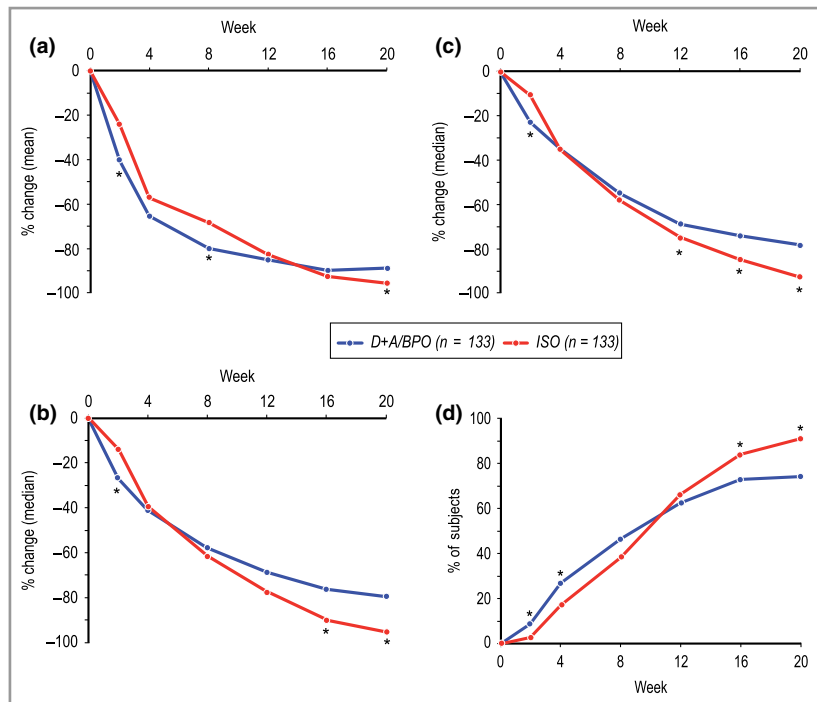 (a)
Week
0 4 8 12 16 20
0
–20
–40
–60
–80
–100
% change (mean)
*
*
*
(c)
Week
0 4 8 12 16 20
0
–20
–40
–60
–80
–100
% change (median)
*
*
*
*
D+A/BPO (n = 133) ISO (n = 133)
(b)
Week
0 4 8 12 16 20
0
–20
–40
–60
–80
–100
% change (median)
*
*
*
(d)
100
80
60
40
20
0
% of subjects
*
*
*
*
0 4 8 12 16 20
Week